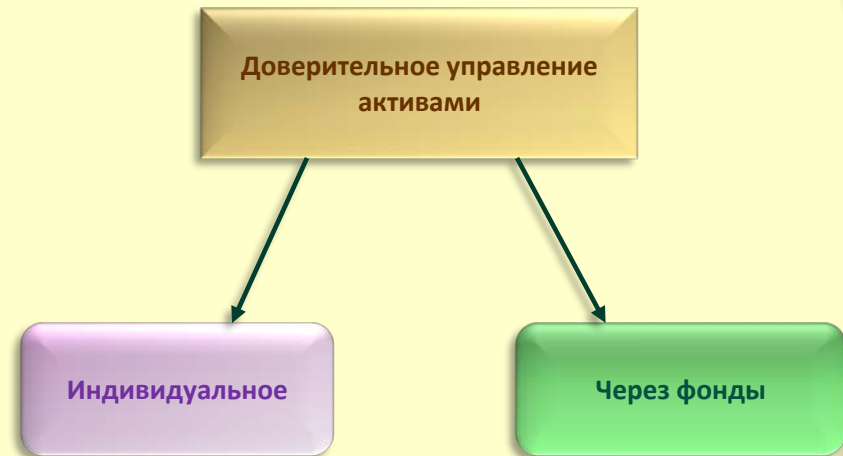 Доверительное управление
активами
Индивидуальное
Через фонды